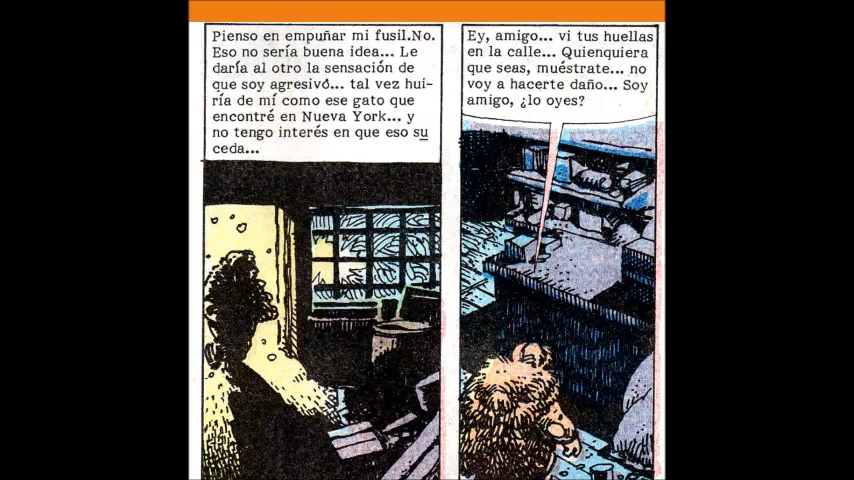 Pienso en empuñar mi fusil.No.
Eso no sería buena idea... Le
daría al otro la sensación de
que soy agresivó... tal vez hui-
ría de mí como ese gato que
encontré en Nueva York... y
no tengo interés en que eso su
ceda...
Ey, amigo... vi tus huellas
en la calle... Quienquiera
que seas, muéstrate... no
voy a hacerte daño... Soy
amigo, ¿lo oyes?